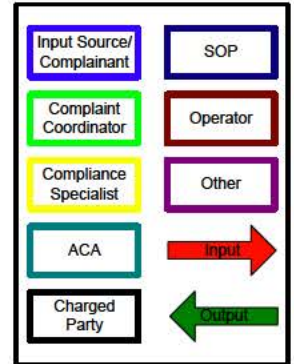 Input Source/
Complainant
SOP
Complaint
Coordinator
Operator
Compliance
Specialist
Other
ACA
Input
Charged
Party
Output